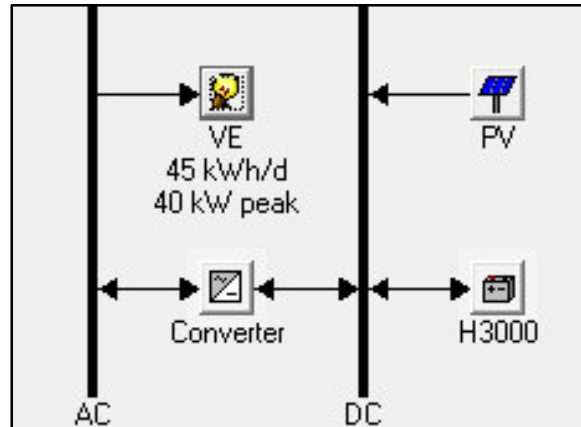 VE
45 kWh/d
40 kW peak
PV
Converter
H3000
AC
DC